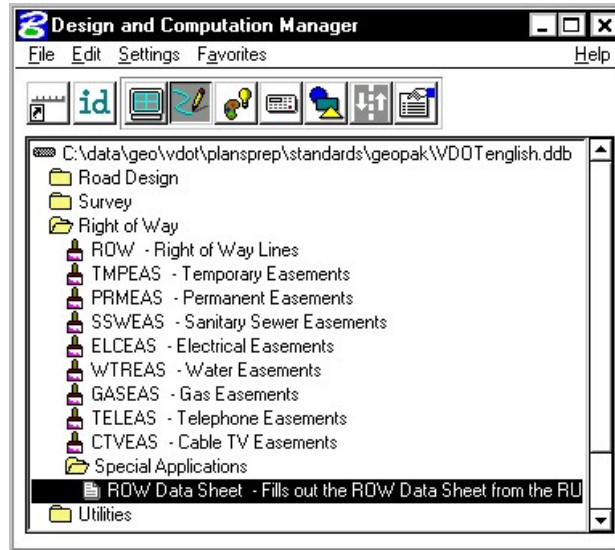 Design and Computation Manager
File Edit Settings Favorites Help
id
C:\data\geo\vdot\plansprep\standards\geopak\VDOTenglish.ddb
Road Design
Survey
Right of Way
ROW - Right of Way Lines
TMPEAS - Temporary Easements
PRMEAS - Permanent Easements
SSWEAS - Sanitary Sewer Easements
ELCEAS - Electrical Easements
WTREAS - Water Easements
GASEAS - Gas Easements
TELEAS - Telephone Easements
CTVEAS - Cable TV Easements
Special Applications
ROW Data Sheet - Fills out the ROW Data Sheet from the RU
Utilities